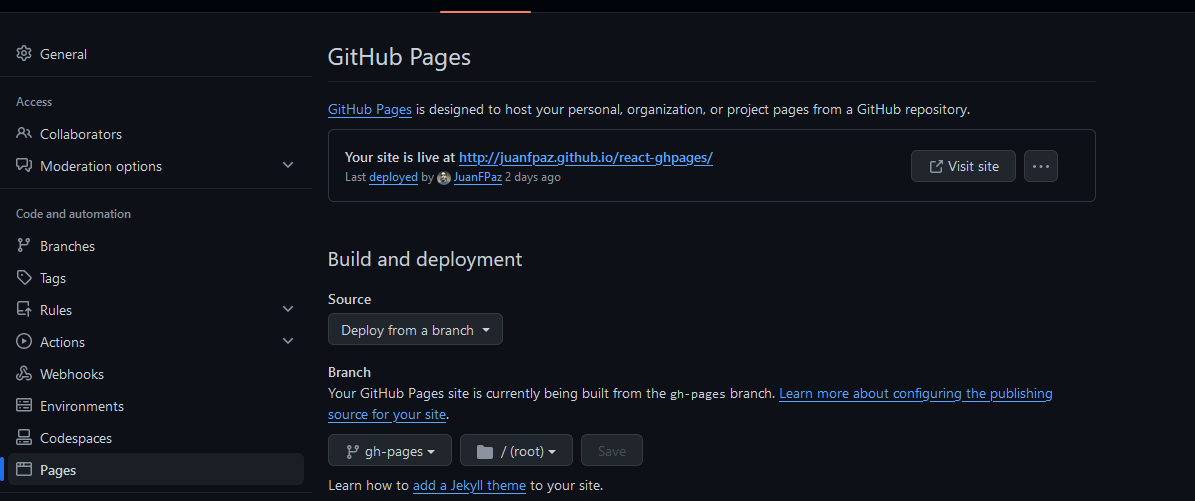 General
Access
Collaborators
Moderation options
Code and automation
Branches
Tags
Rules
Actions
Webhooks
Environments
Codespaces
Pages
GitHub Pages
GitHub Pages is designed to host your personal, organization, or project pages from a GitHub repository.
Your site is live at http://juanfpaz.github.io/react-ghpages/
Last deployed by JuanFPaz 2 days ago
Visit site
Build and deployment
Source
Deploy from a branch
Branch
Your GitHub Pages site is currently being built from the gh-pages branch. Learn more about configuring the publishing
source for your site.
gh-pages
/ (root)
Save
Learn how to add a Jekyll theme to your site.